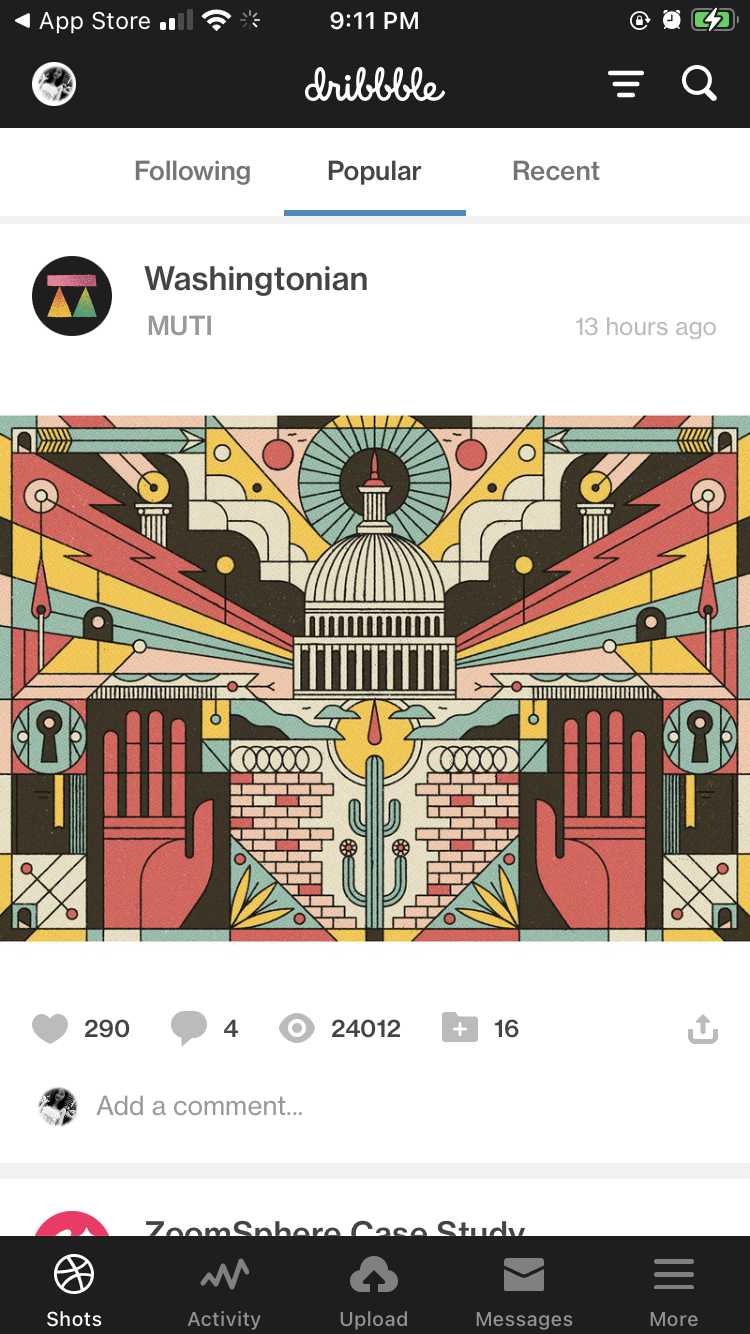 App Store
9:11 PM
dribbble
Following Popular Recent
Washingtonian
MUTI
13 hours ago
290 4 24012 16
Add a comment...
ZoomSphere Case Study
Shots Activity Upload Messages More